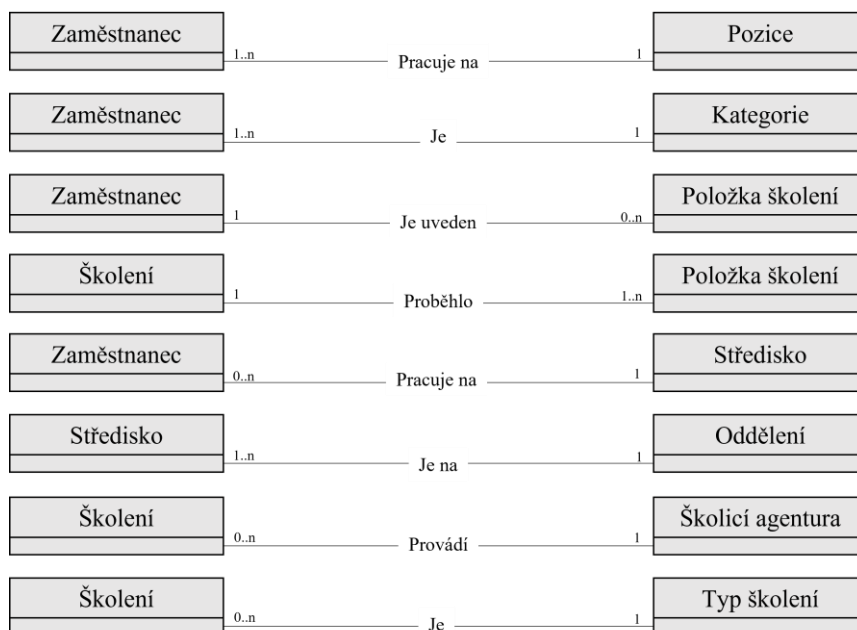 Zaměstnanec 1..n Pracuje na 1 Pozice
Zaměstnanec 1..n Je 1 Kategorie
Zaměstnanec 1 Je uveden 0..n Položka školení
Školení 1 Proběhlo 1..n Položka školení
Zaměstnanec 0..n Pracuje na 1 Středisko
Středisko 1..n Je na 1 Oddělení
Školení 0..n Provádí 1 Školicí agentura
Školení 0..n Je 1 Typ školení